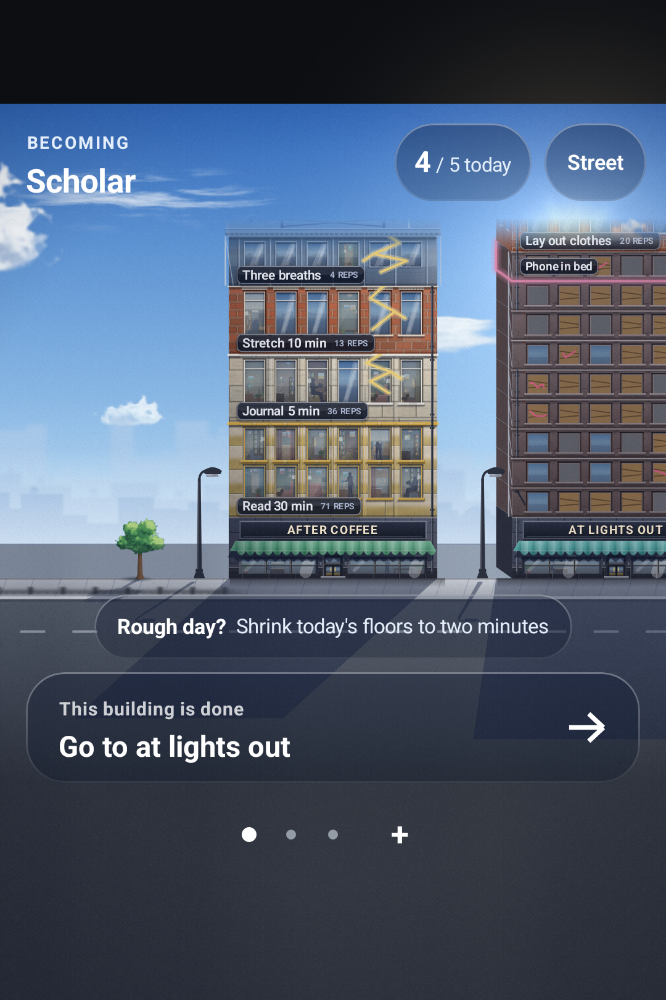 BECOMING
Scholar
4 / 5 today
Street
Lay out clothes 20 REPS
Phone in bed
Three breaths 4 REPS
Stretch 10 min 13 REPS
Journal 5 min 36 REPS
Read 30 min 71 REPS
AFTER COFFEE
AT LIGHTS OUT
Rough day? Shrink today's floors to two minutes
This building is done
Go to at lights out